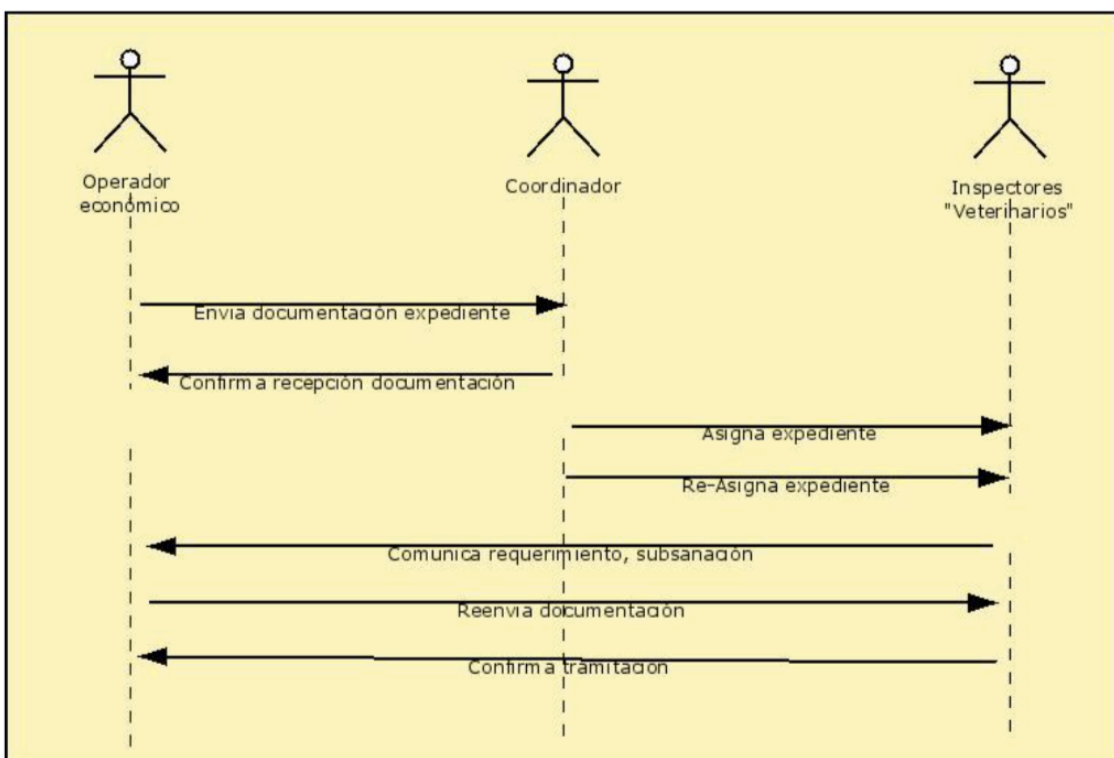 Operador
económico
Coordinador
Inspectores
"Veterinarios"
Envia documentación expediente
Confirma recepción documentación
Asigna expediente
Re-Asigna expediente
Comunica requerimiento, subsanación
Reenvia documentación
Confirma tramitación